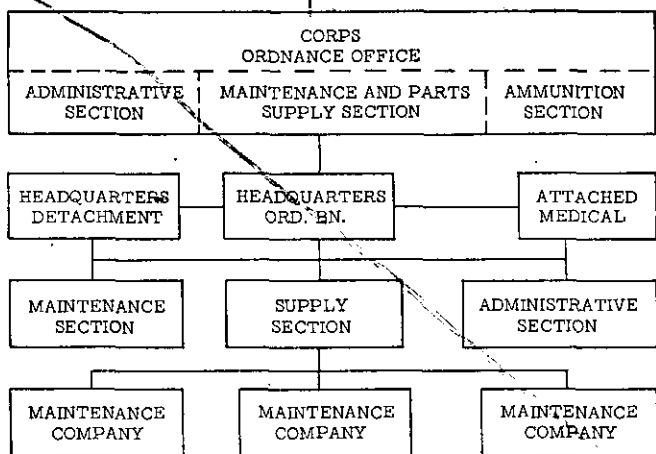 CORPS
ORDNANCE OFFICE
ADMINISTRATIVE
SECTION
MAINTENANCE AND PARTS
SUPPLY SECTION
AMMUNITION
SECTION
HEADQUARTERS
DETACHMENT
HEADQUARTERS
ORD. BN.
ATTACHED
MEDICAL
MAINTENANCE
SECTION
SUPPLY
SECTION
ADMINISTRATIVE
SECTION
MAINTENANCE
COMPANY
MAINTENANCE
COMPANY
MAINTENANCE
COMPANY